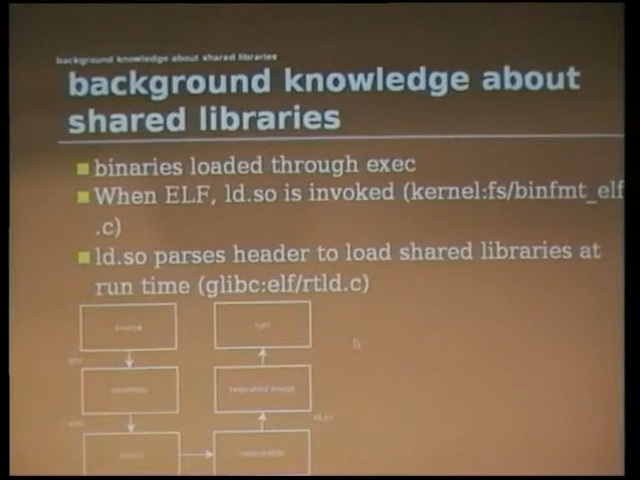 background knowledge about shared libraries
background knowledge about
shared libraries
binaries loaded through exec
When ELF, ld.so is invoked (kernel:fs/binfmt_elf
.c)
ld.so parses header to load shared libraries at
run time (glibc:elf/rtld.c)
source
assembly
relocated image
object
executable